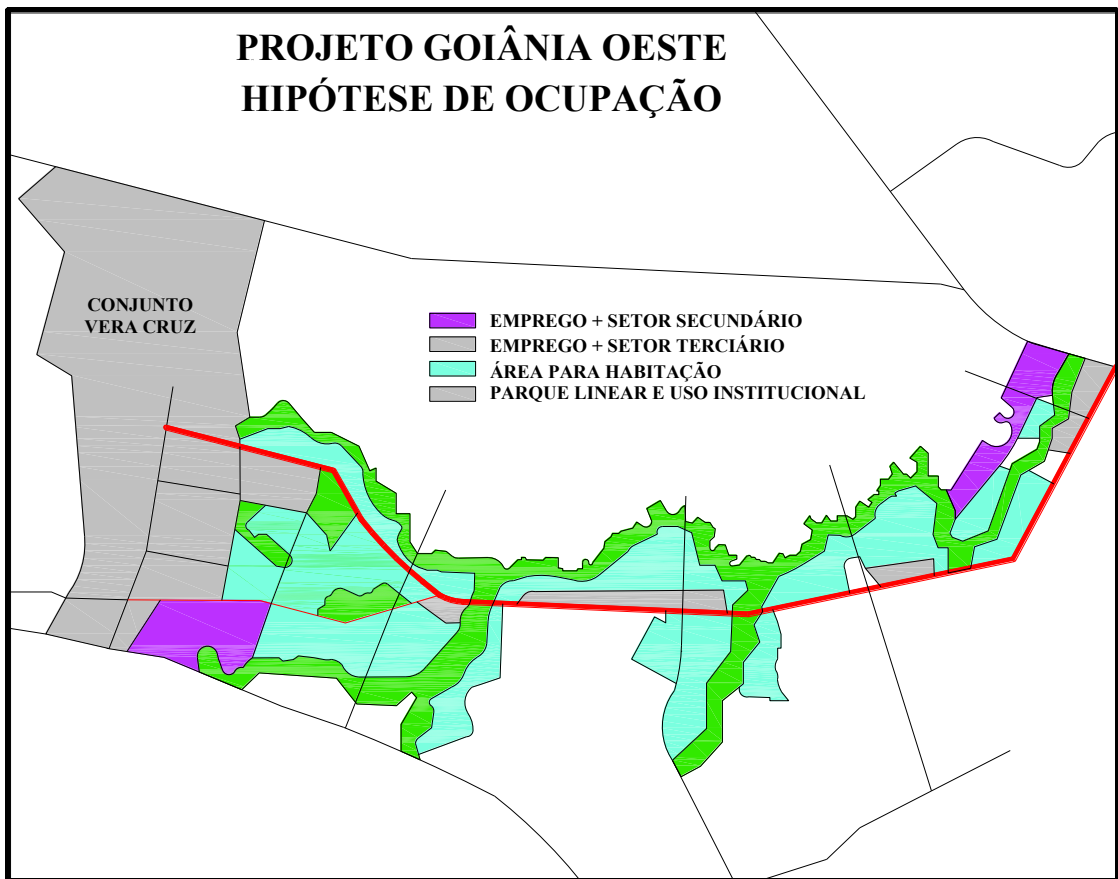 PROJETO GOIÂNIA OESTE
HIPÓTESE DE OCUPAÇÃO
CONJUNTO
VERA CRUZ
EMPREGO + SETOR SECUNDÁRIO
EMPREGO + SETOR TERCIÁRIO
ÁREA PARA HABITAÇÃO
PARQUE LINEAR E USO INSTITUCIONAL